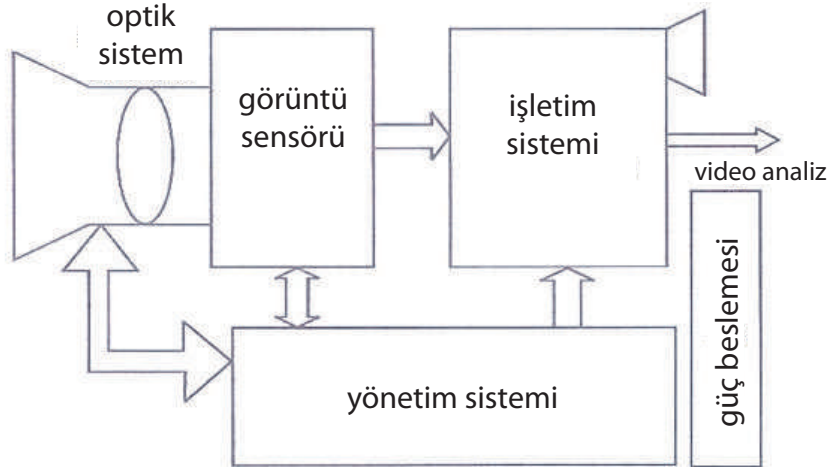 optik
sistem
görüntü
sensörü
işletim
sistemi
video analiz
yönetim sistemi
güç beslemesi